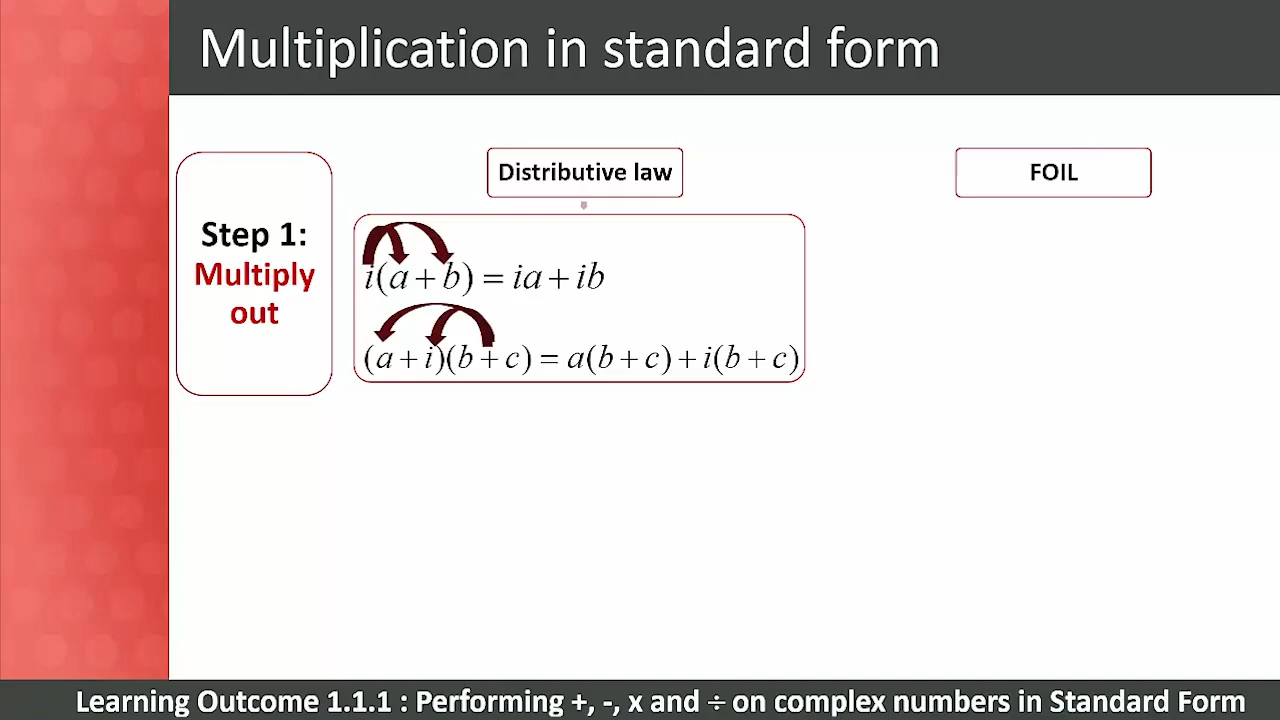 Multiplication in standard form
Step 1:
Multiply
out
Distributive law
i(a+b) = ia+ib
(a+i)(b+c) = a(b+c)+i(b+c)
FOIL
Learning Outcome 1.1.1 : Performing +, -, x and ÷ on complex numbers in Standard Form